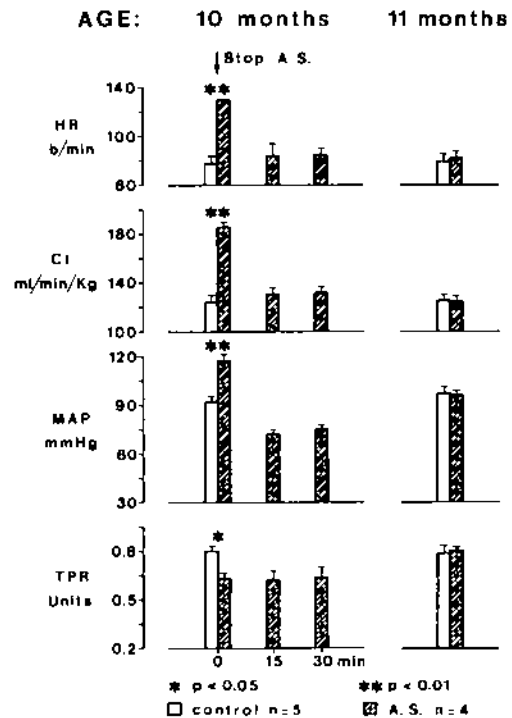 AGE: 10 months 11 months
Stop A S.
HR
b/min
140
100
60
**
CI
ml/min/Kg
180
140
100
**
MAP
mmHg
120
90
60
30
**
TPR
Units
0.8
0.5
0.2
*
0 15 30 min
* p < 0.05 ** p < 0.01
control n=5 A.S. n=4